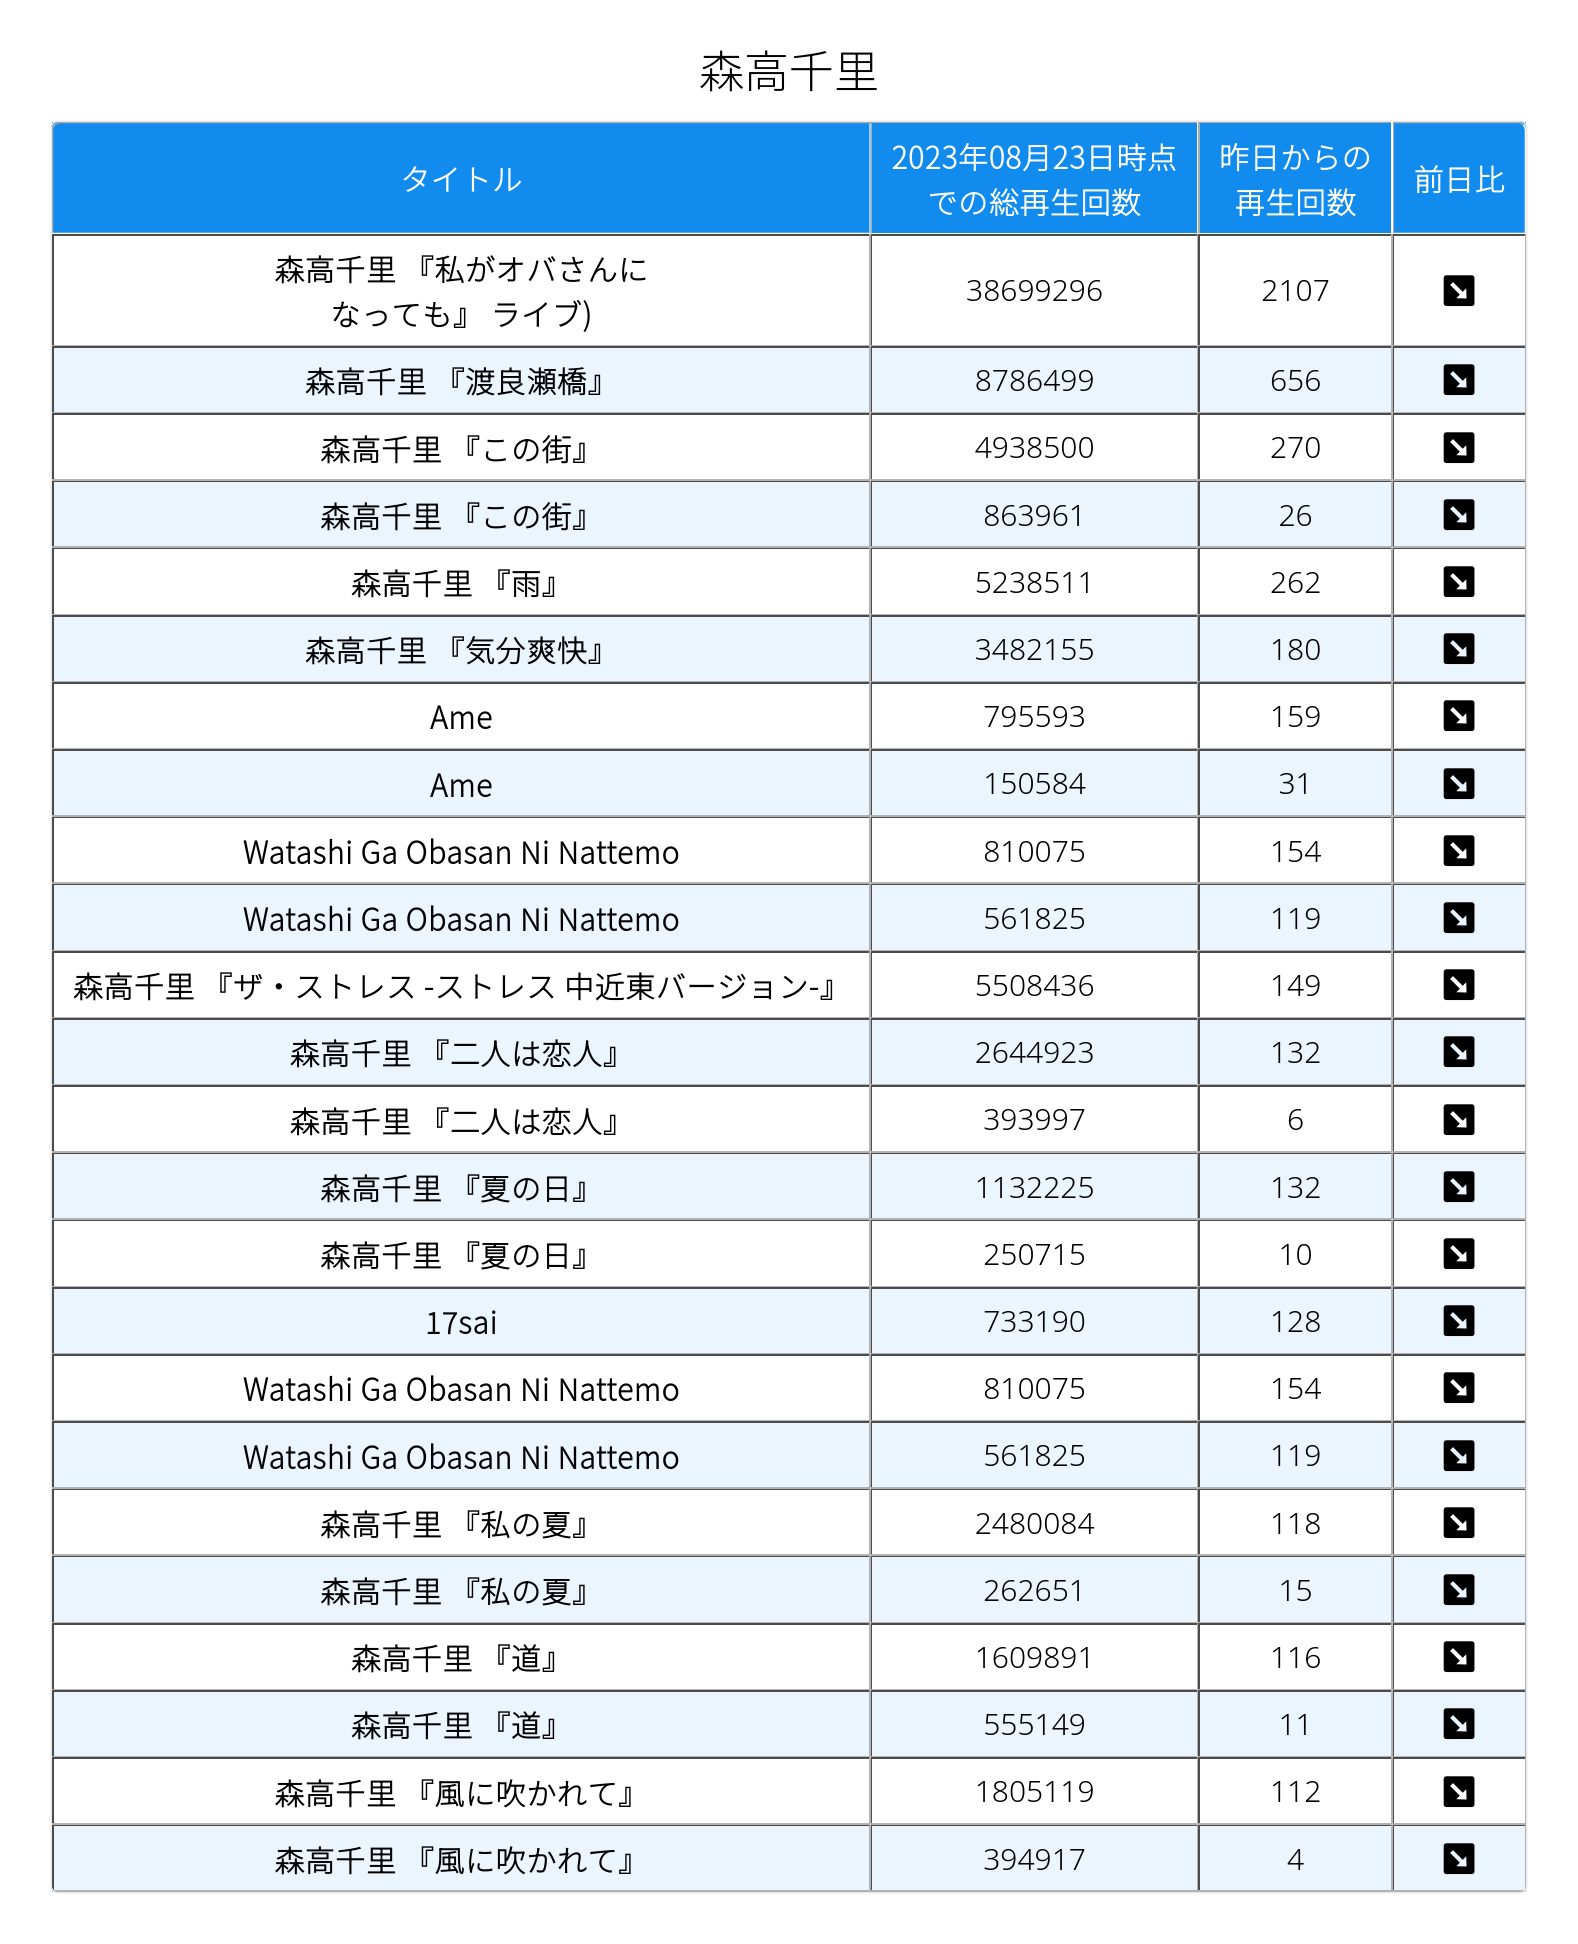 森高千里
タイトル
2023年08月23日時点
での総再生回数
昨日からの
再生回数
前日比
森高千里 『私がオバさんに
なっても』 ライブ)
38699296
2107
森高千里 『渡良瀬橋』
8786499
656
森高千里 『この街』
4938500
270
森高千里 『この街』
863961
26
森高千里 『雨』
5238511
262
森高千里 『気分爽快』
3482155
180
Ame
795593
159
Ame
150584
31
Watashi Ga Obasan Ni Nattemo
810075
154
Watashi Ga Obasan Ni Nattemo
561825
119
森高千里 『ザ・ストレス -ストレス 中近東バージョン-』
5508436
149
森高千里 『二人は恋人』
2644923
132
森高千里 『二人は恋人』
393997
6
森高千里 『夏の日』
1132225
132
森高千里 『夏の日』
250715
10
17sai
733190
128
Watashi Ga Obasan Ni Nattemo
810075
154
Watashi Ga Obasan Ni Nattemo
561825
119
森高千里 『私の夏』
2480084
118
森高千里 『私の夏』
262651
15
森高千里 『道』
1609891
116
森高千里 『道』
555149
11
森高千里 『風に吹かれて』
1805119
112
森高千里 『風に吹かれて』
394917
4